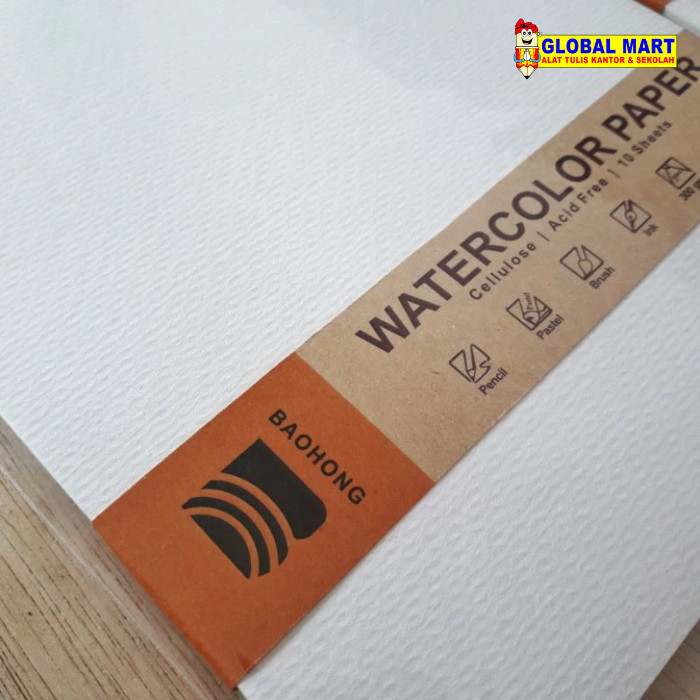 GLOBAL MART
ALAT TULIS KANTOR & SEKOLAH
WATERCOLOR PAPER
Cellulose | Acid Free | 10 Sheets
Pencil
Pastel
Brush
Ink
BAOHONG